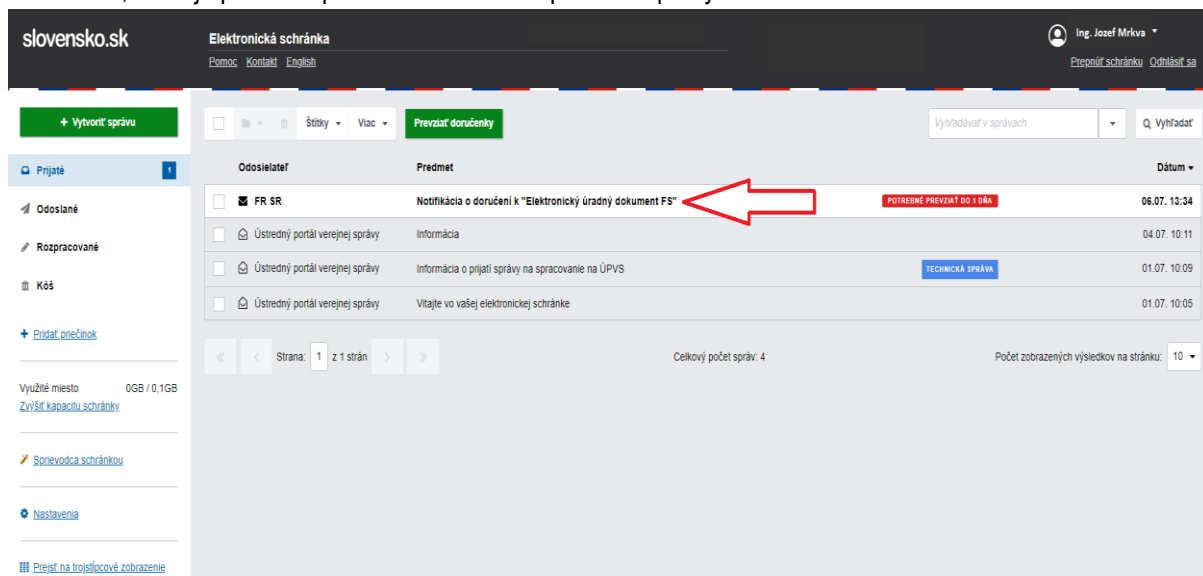 slovensko.sk
Elektronická schránka
Pomoc Kontakt English
Ing. Jozef Mrkva
Prepnúť schránku Odhlásiť sa
+ Vytvoriť správu
Štítky Viac Prevziať doručenky
Vyhľadávať v správach
Vyhľadať
Prijaté 1
Odoslané
Rozpracované
Kôš
+ Pridať priečinok
Využité miesto 0GB / 0,1GB
Zvýšiť kapacitu schránky
Sprievodca schránkou
Nastavenia
Prejsť na trojstĺpcové zobrazenie
Odosielateľ Predmet Dátum
FR SR Notifikácia o doručení k "Elektronický úradný dokument FS" POTREBNÉ PREVZIAŤ DO 1 DŇA 06.07. 13:34
Ústredný portál verejnej správy Informácia 04.07. 10:11
Ústredný portál verejnej správy Informácia o prijatí správy na spracovanie na ÚPVS TECHNICKÁ SPRÁVA 01.07. 10:09
Ústredný portál verejnej správy Vitajte vo vašej elektronickej schránke 01.07. 10:05
« < Strana: 1 z 1 strán > »
Celkový počet správ: 4
Počet zobrazených výsledkov na stránku: 10